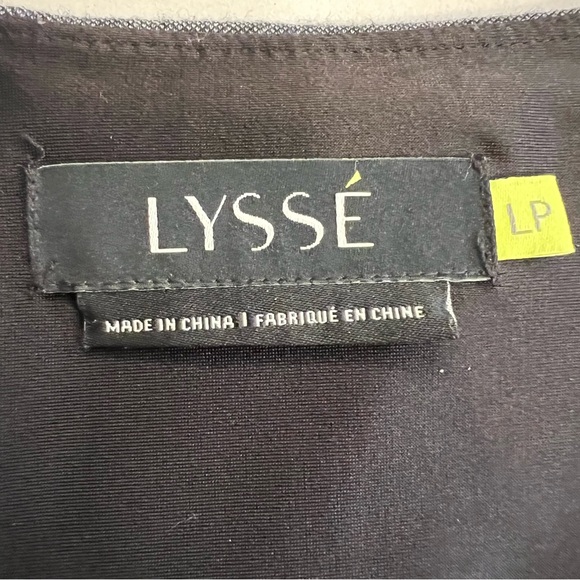 LYSSÉ
LP
MADE IN CHINA | FABRIQUÉ EN CHINE